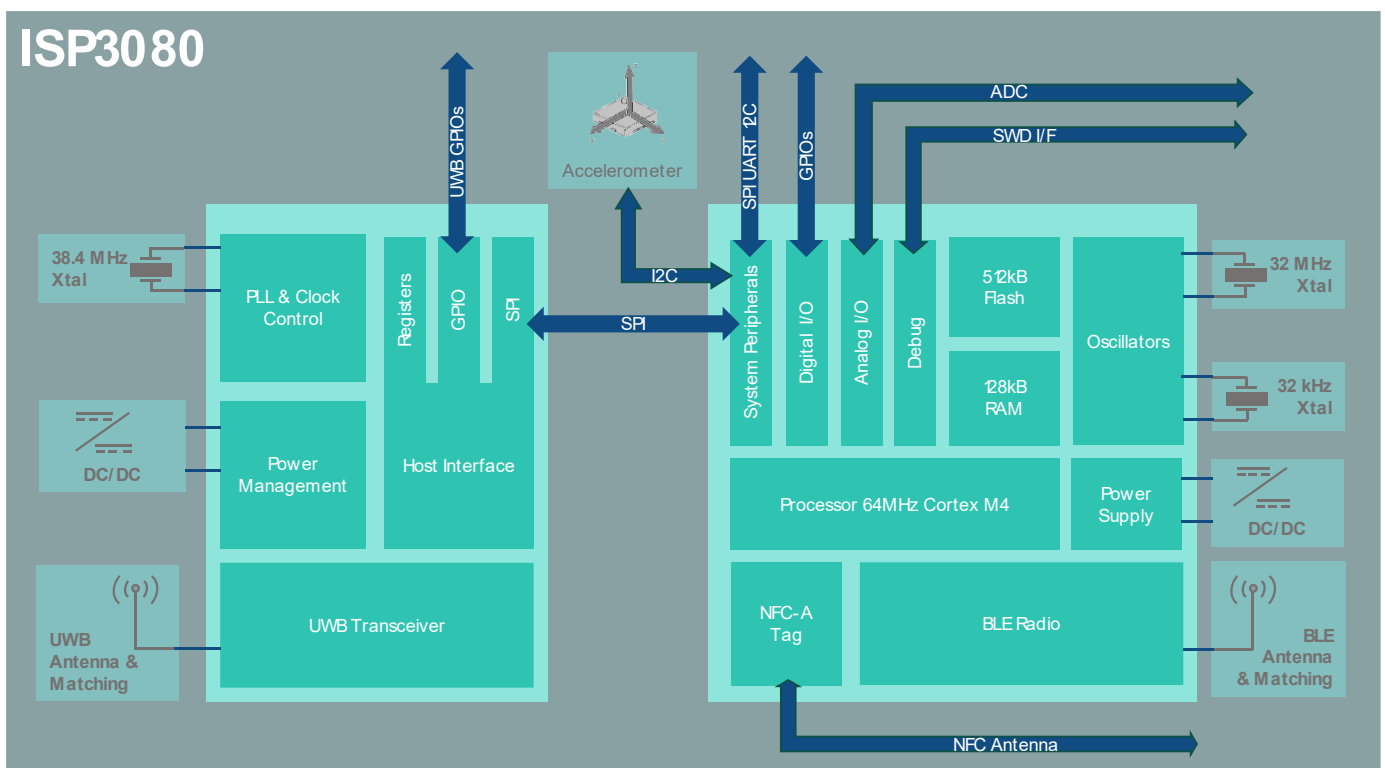 ISP3080
UWB GPIOs
Accelerometer
SPI UART I2C
GPIOs
ADC
SWD I/F
I2C
SPI
38.4 MHz
Xtal
PLL & Clock
Control
Registers
GPIO
SPI
DC/DC
Power
Management
Host Interface
UWB
Antenna &
Matching
UWB Transceiver
System Peripherals
Digital I/O
Analog I/O
Debug
512kB
Flash
128kB
RAM
Oscillators
32 MHz
Xtal
32 kHz
Xtal
Processor 64MHz Cortex M4
Power
Supply
DC/DC
NFC-A
Tag
BLE Radio
BLE
Antenna
& Matching
NFC Antenna